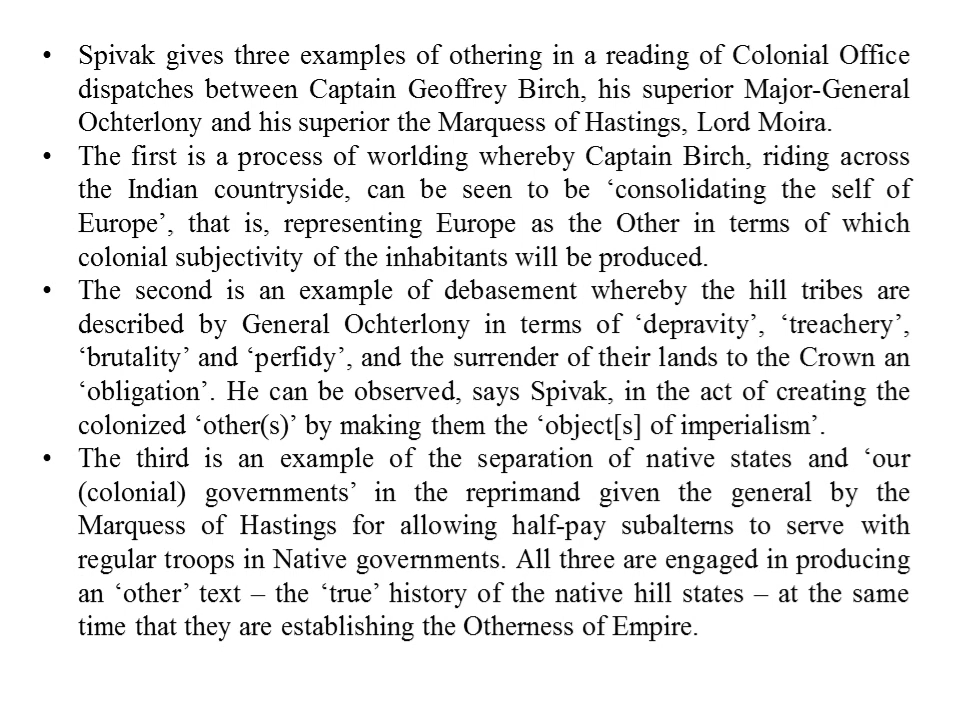 • Spivak gives three examples of othering in a reading of Colonial Office
dispatches between Captain Geoffrey Birch, his superior Major-General
Ochterlony and his superior the Marquess of Hastings, Lord Moira.
• The first is a process of worlding whereby Captain Birch, riding across
the Indian countryside, can be seen to be ‘consolidating the self of
Europe’, that is, representing Europe as the Other in terms of which
colonial subjectivity of the inhabitants will be produced.
• The second is an example of debasement whereby the hill tribes are
described by General Ochterlony in terms of ‘depravity’, ‘treachery’,
‘brutality’ and ‘perfidy’, and the surrender of their lands to the Crown an
‘obligation’. He can be observed, says Spivak, in the act of creating the
colonized ‘other(s)’ by making them the ‘object[s] of imperialism’.
• The third is an example of the separation of native states and ‘our
(colonial) governments’ in the reprimand given the general by the
Marquess of Hastings for allowing half-pay subalterns to serve with
regular troops in Native governments. All three are engaged in producing
an ‘other’ text – the ‘true’ history of the native hill states – at the same
time that they are establishing the Otherness of Empire.